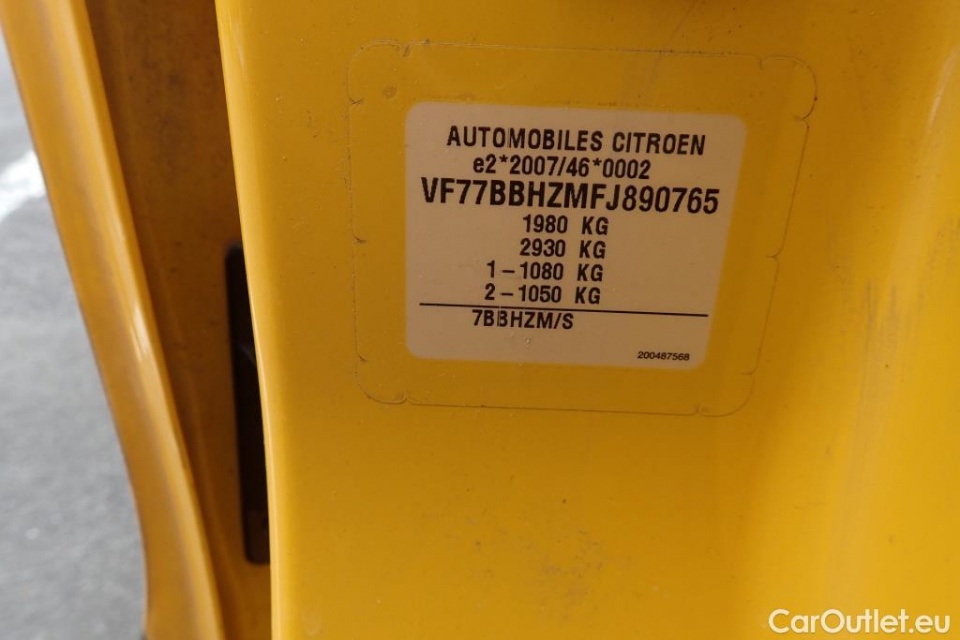 AUTOMOBILES CITROEN
e2*2007/46*0002
VF77BBHZMFJ890765
1980 KG
2930 KG
1-1080 KG
2-1050 KG
7BBHZM/S
200487568
CarOutlet.eu